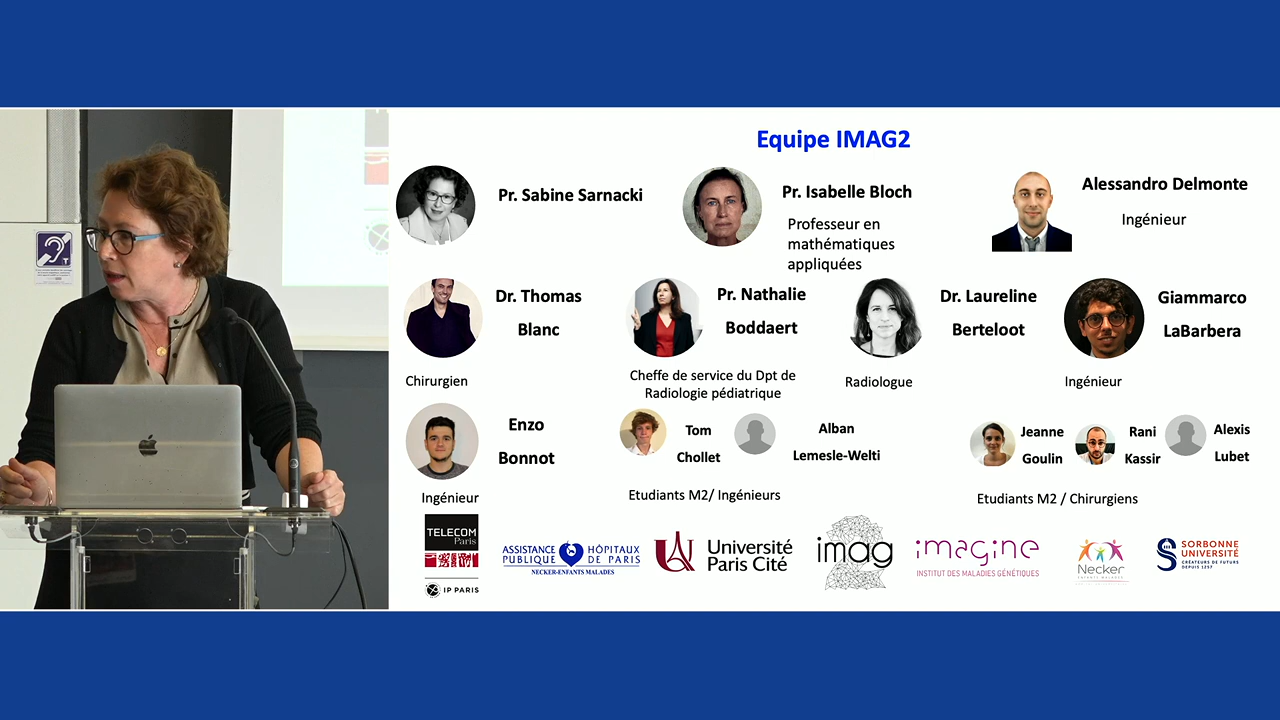 Equipe IMAG2
Pr. Sabine Sarnacki
Pr. Isabelle Bloch
Professeur en
mathématiques
appliquées
Alessandro Delmonte
Ingénieur
Dr. Thomas
Blanc
Chirurgien
Pr. Nathalie
Boddaert
Cheffe de service du Dpt de
Radiologie pédiatrique
Dr. Laureline
Berteloot
Radiologue
Giammarco
LaBarbera
Ingénieur
Enzo
Bonnot
Ingénieur
Tom
Chollet
Alban
Lemesle-Welti
Etudiants M2/ Ingénieurs
Jeanne
Goulin
Rani
Kassir
Alexis
Lubet
Etudiants M2 / Chirurgiens
TELECOM
Paris
IP PARIS
ASSISTANCE HÔPITAUX
PUBLIQUE DE PARIS
NECKER-ENFANTS MALADES
Université
Paris Cité
imag
imagine
INSTITUT DES MALADIES GÉNÉTIQUES
Necker
ENFANTS MALADES
SORBONNE
UNIVERSITÉ
CRÉATEURS DE FUTURS
DEPUIS 1257